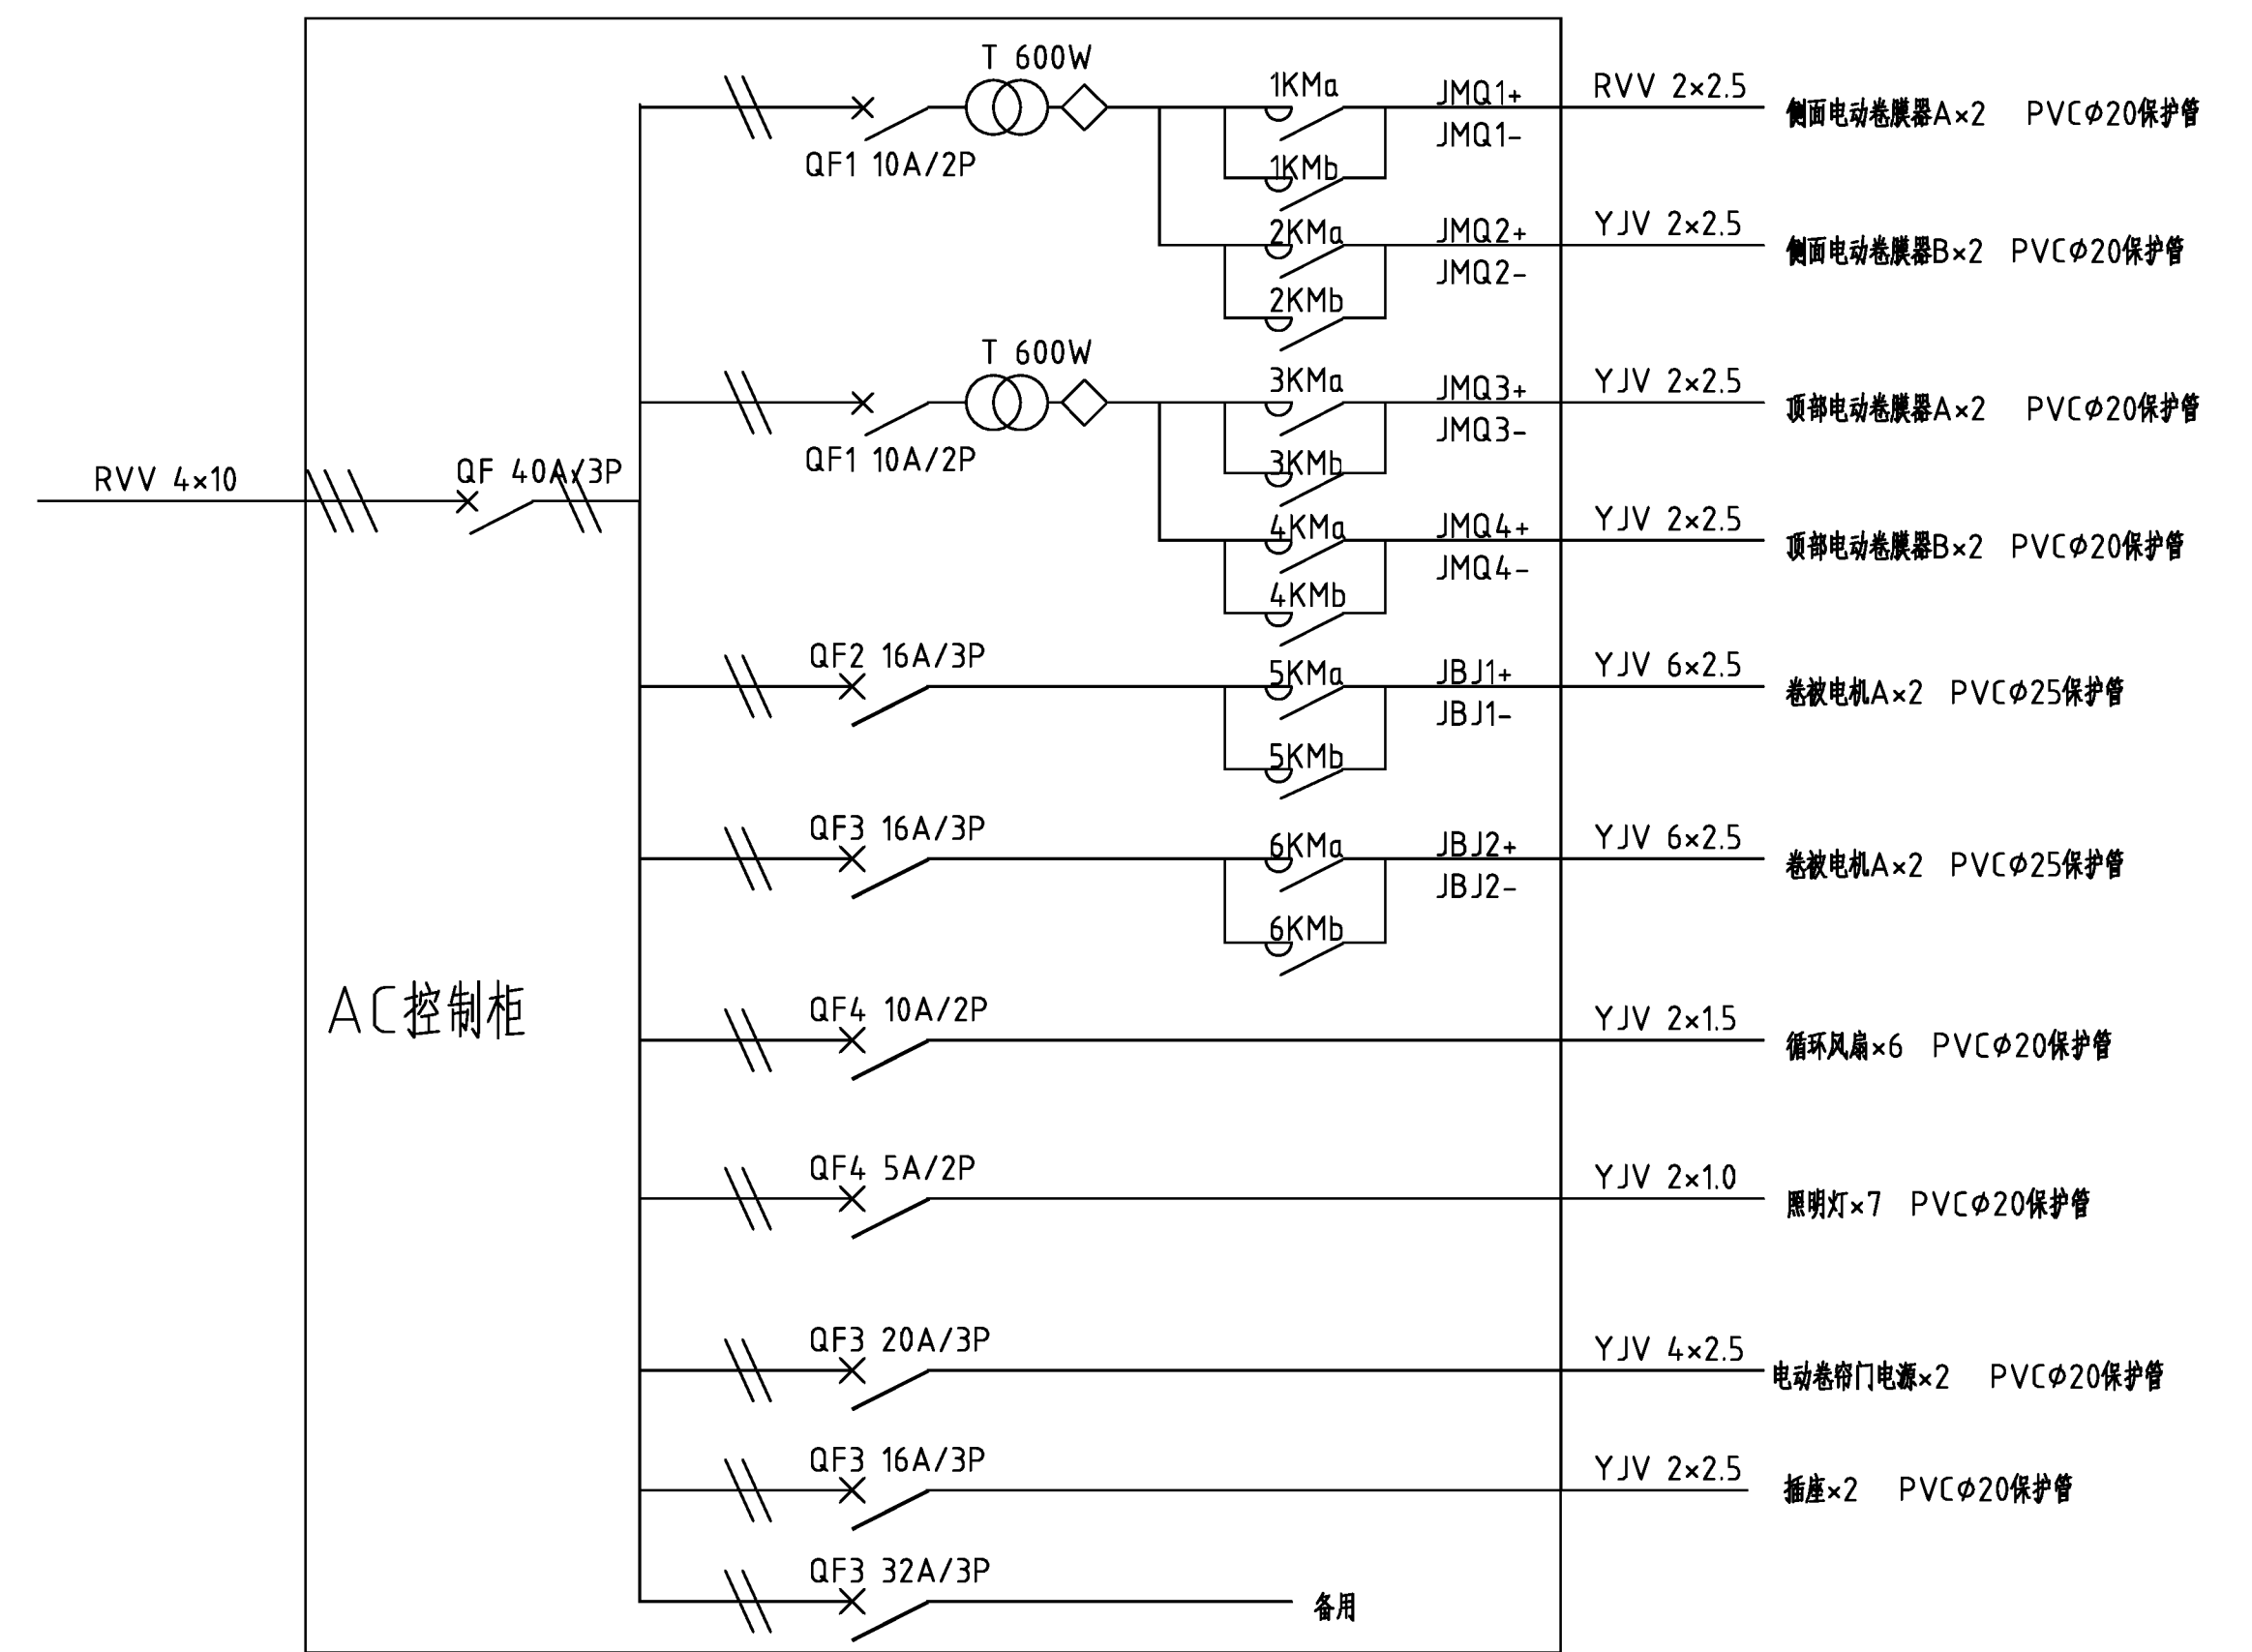 T 600W
QF1 10A/2P
1KMa
JMQ1+
JMQ1-
RVV 2×2.5
侧面电动卷膜器A×2 PVCφ20保护管
1KMb
2KMa
JMQ2+
JMQ2-
YJV 2×2.5
侧面电动卷膜器B×2 PVCφ20保护管
2KMb
T 600W
QF1 10A/2P
3KMa
JMQ3+
JMQ3-
YJV 2×2.5
顶部电动卷膜器A×2 PVCφ20保护管
3KMb
RVV 4×10
QF 40A/3P
4KMa
JMQ4+
JMQ4-
YJV 2×2.5
顶部电动卷膜器B×2 PVCφ20保护管
4KMb
QF2 16A/3P
5KMa
JBJ1+
JBJ1-
YJV 6×2.5
卷被电机A×2 PVCφ25保护管
5KMb
QF3 16A/3P
6KMa
JBJ2+
JBJ2-
YJV 6×2.5
卷被电机A×2 PVCφ25保护管
6KMb
AC控制柜
QF4 10A/2P
YJV 2×1.5
循环风扇×6 PVCφ20保护管
QF4 5A/2P
YJV 2×1.0
照明灯×7 PVCφ20保护管
QF3 20A/3P
YJV 4×2.5
电动卷帘门电源×2 PVCφ20保护管
QF3 16A/3P
YJV 2×2.5
插座×2 PVCφ20保护管
QF3 32A/3P
备用